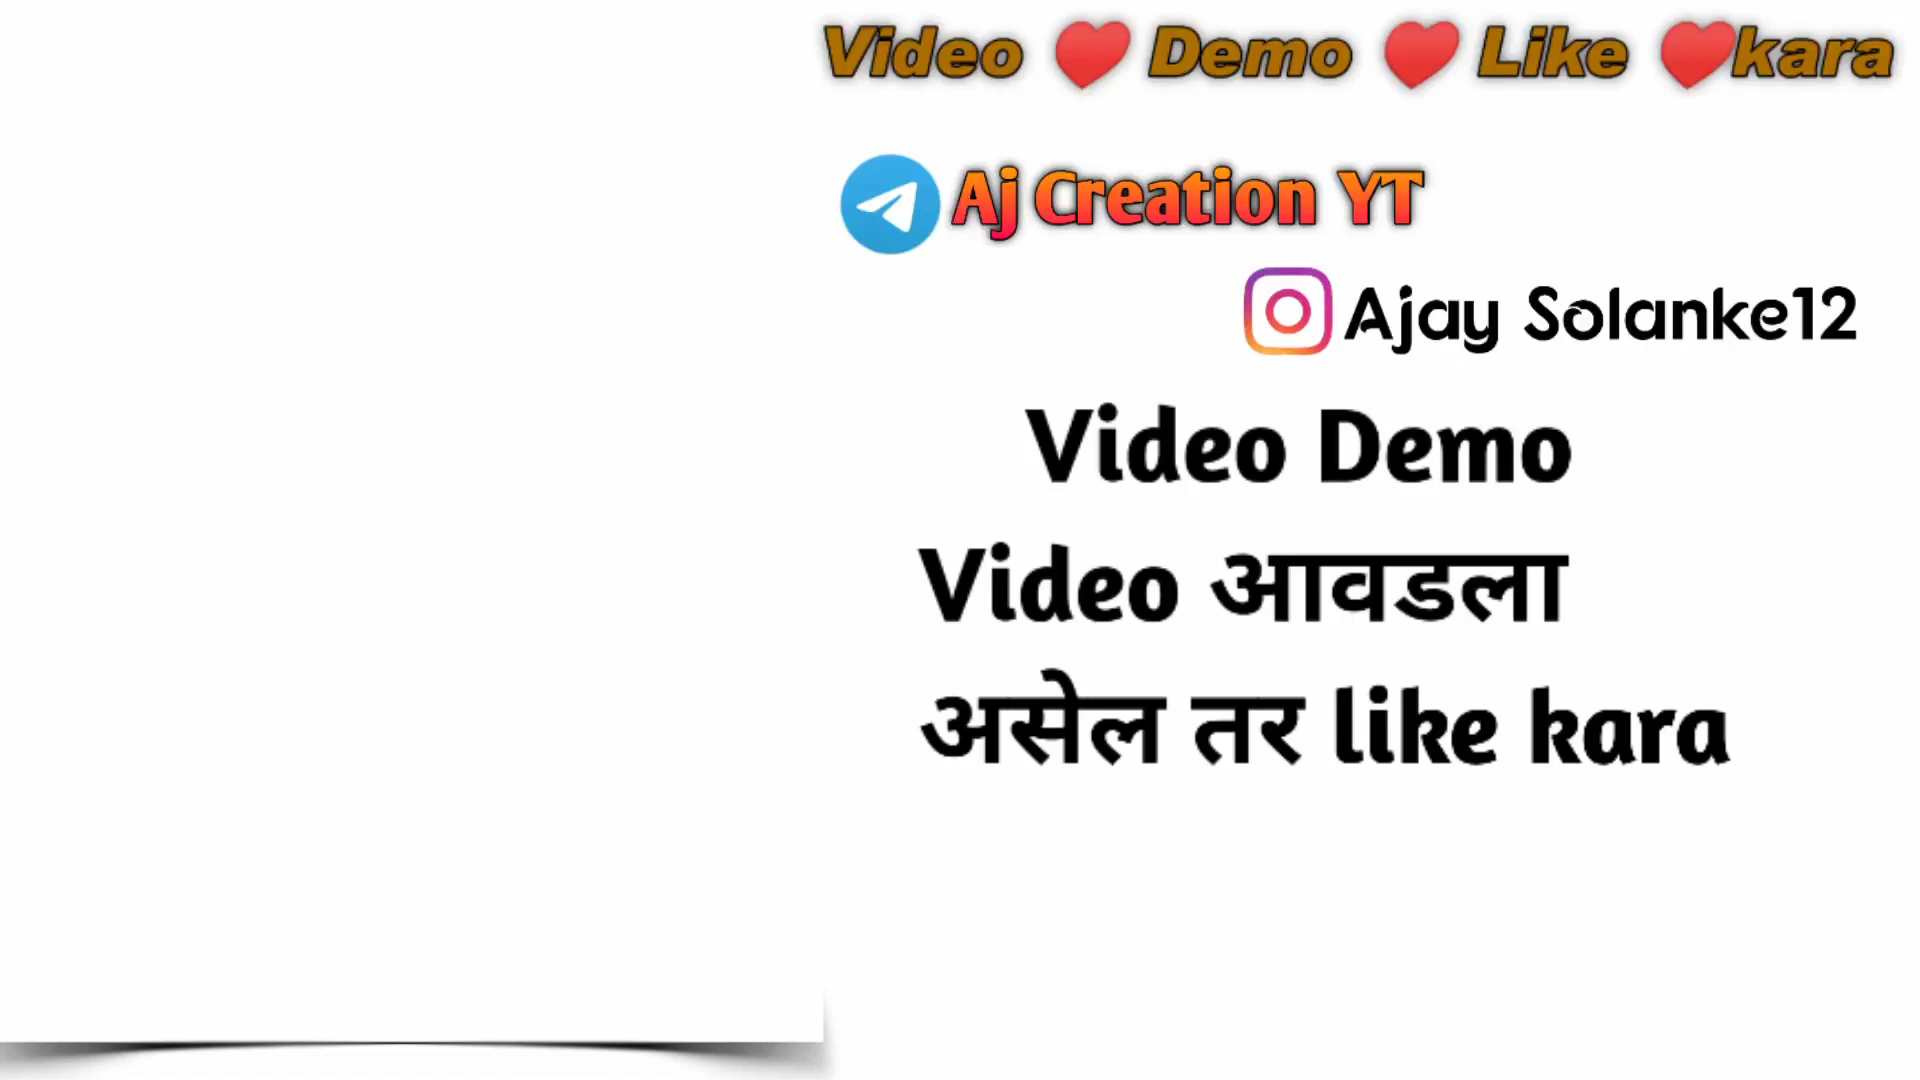 Video ❤️ Demo ❤️ Like ❤️kara
Aj Creation YT
Ajay Solanke12
Video Demo
Video आवडला
असेल तर like kara